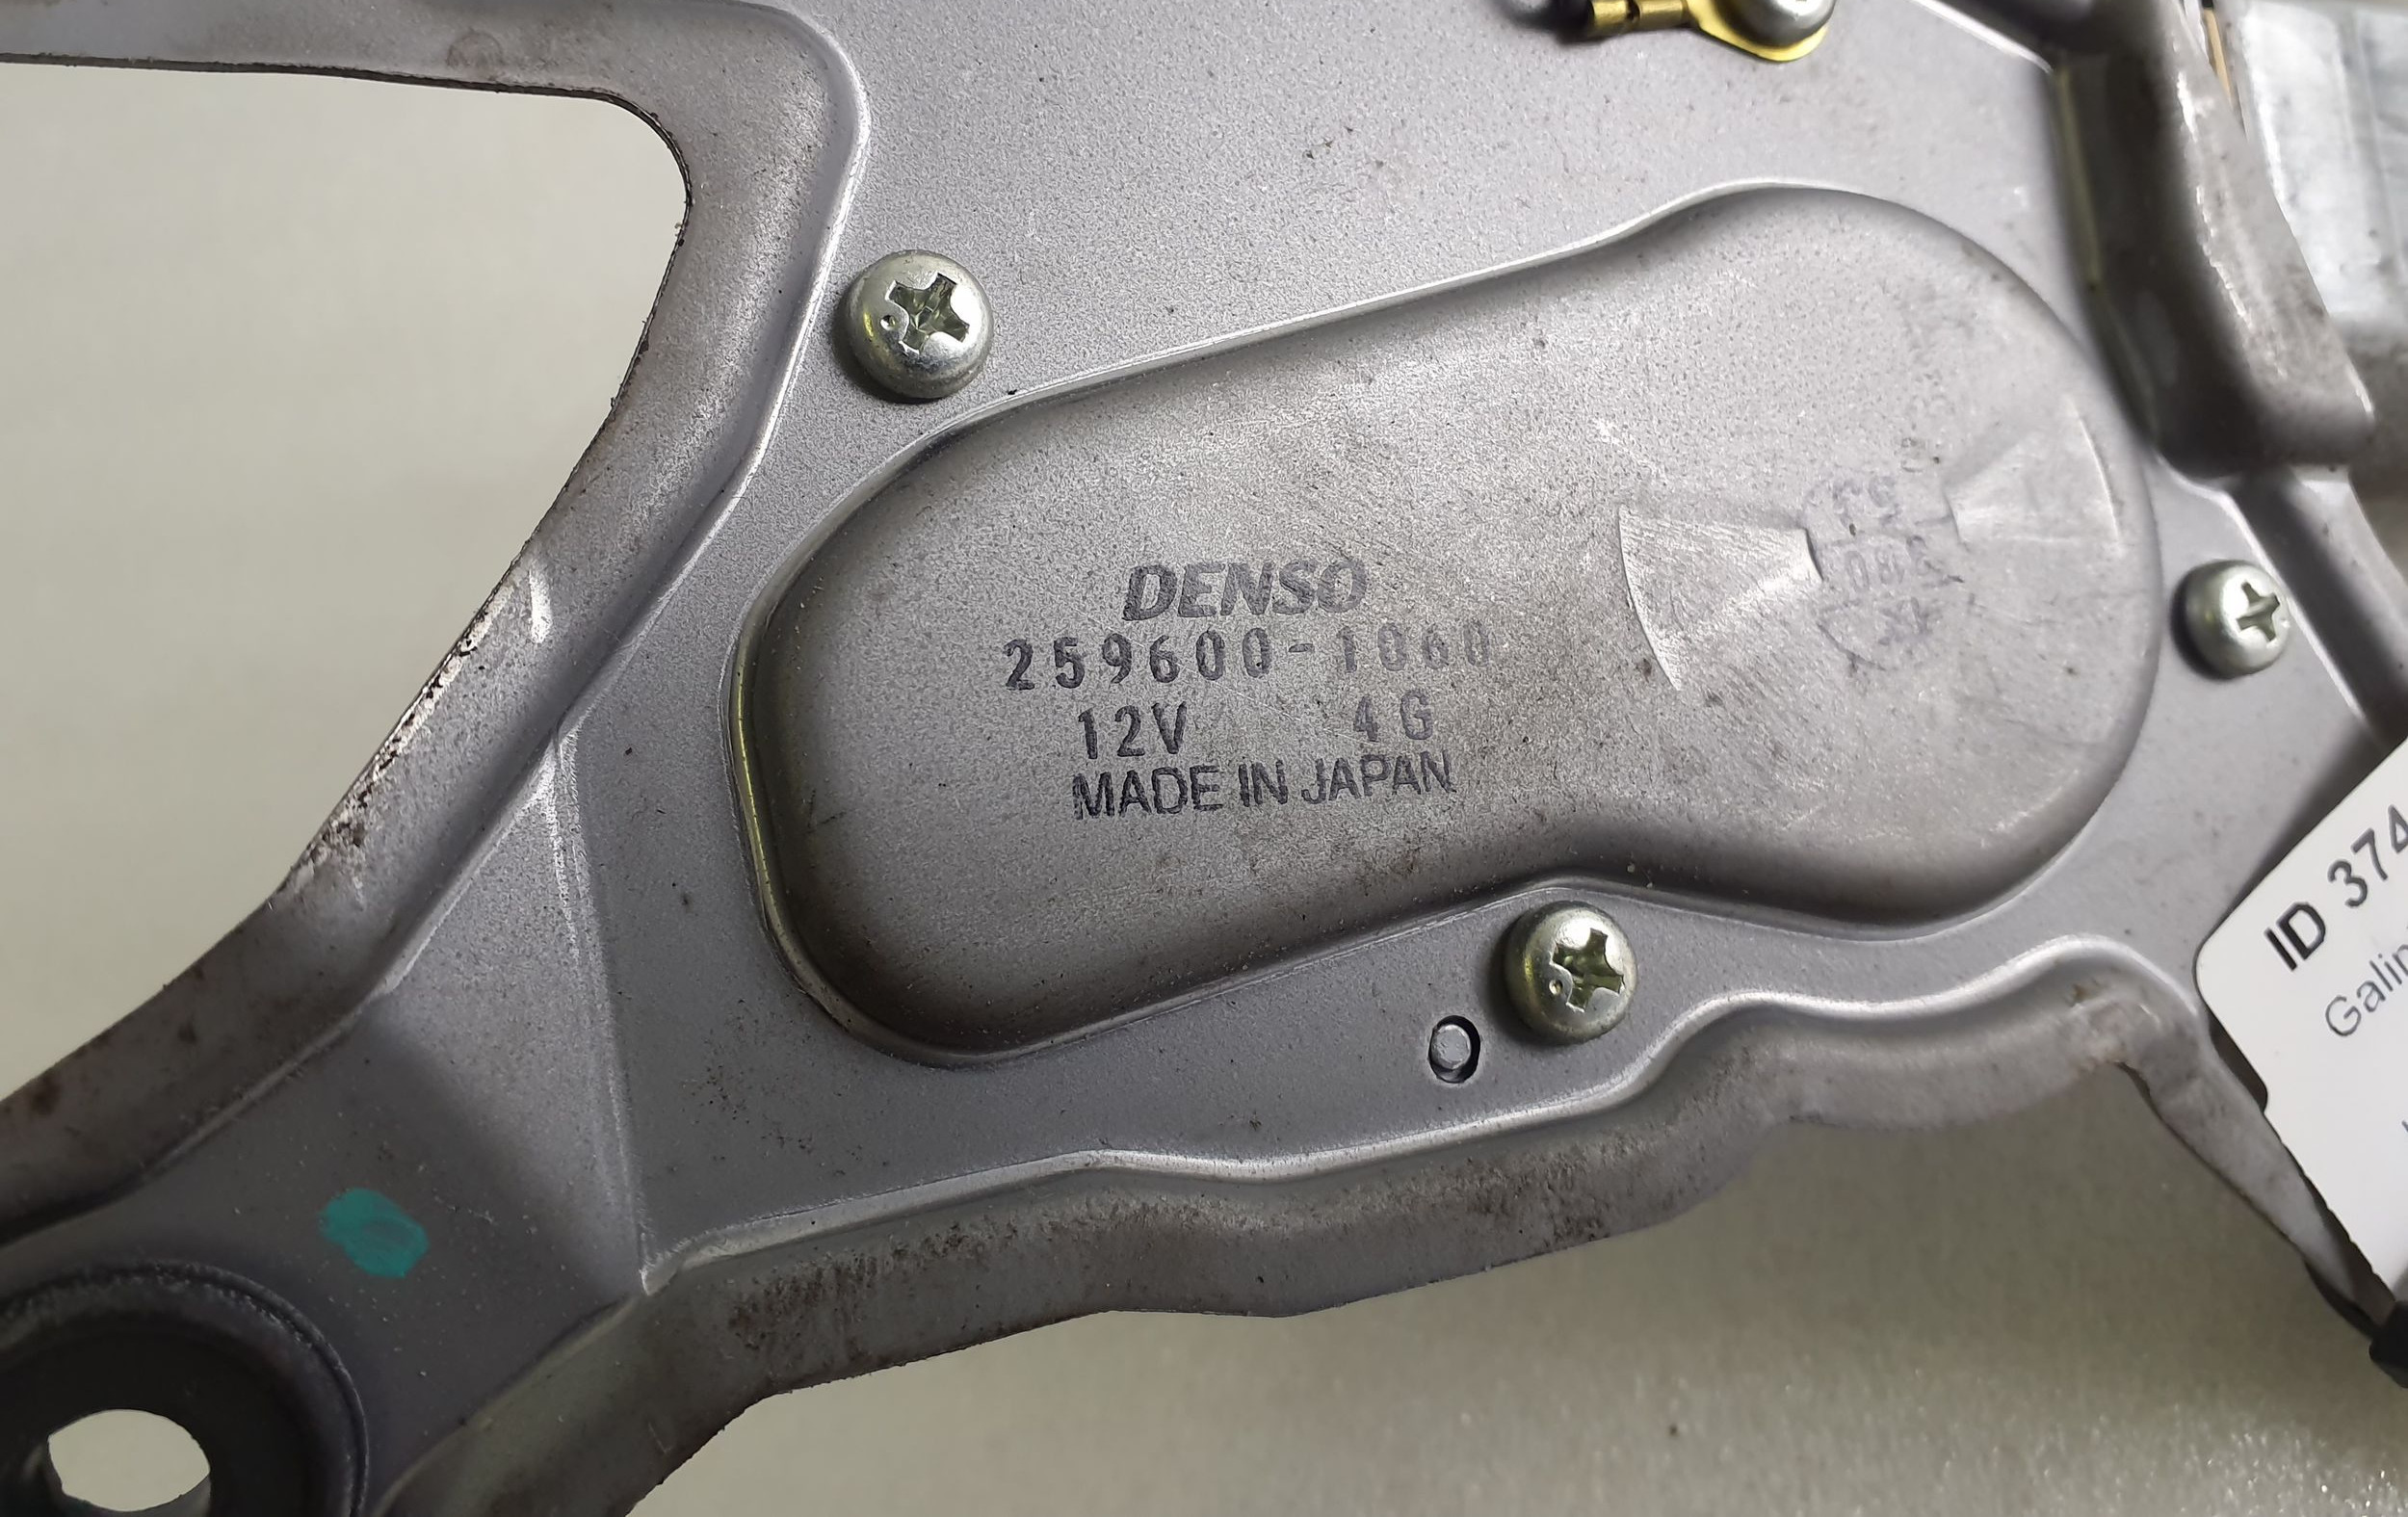 DENSO
259600-1060
12V 4G
MADE IN JAPAN
ID 374